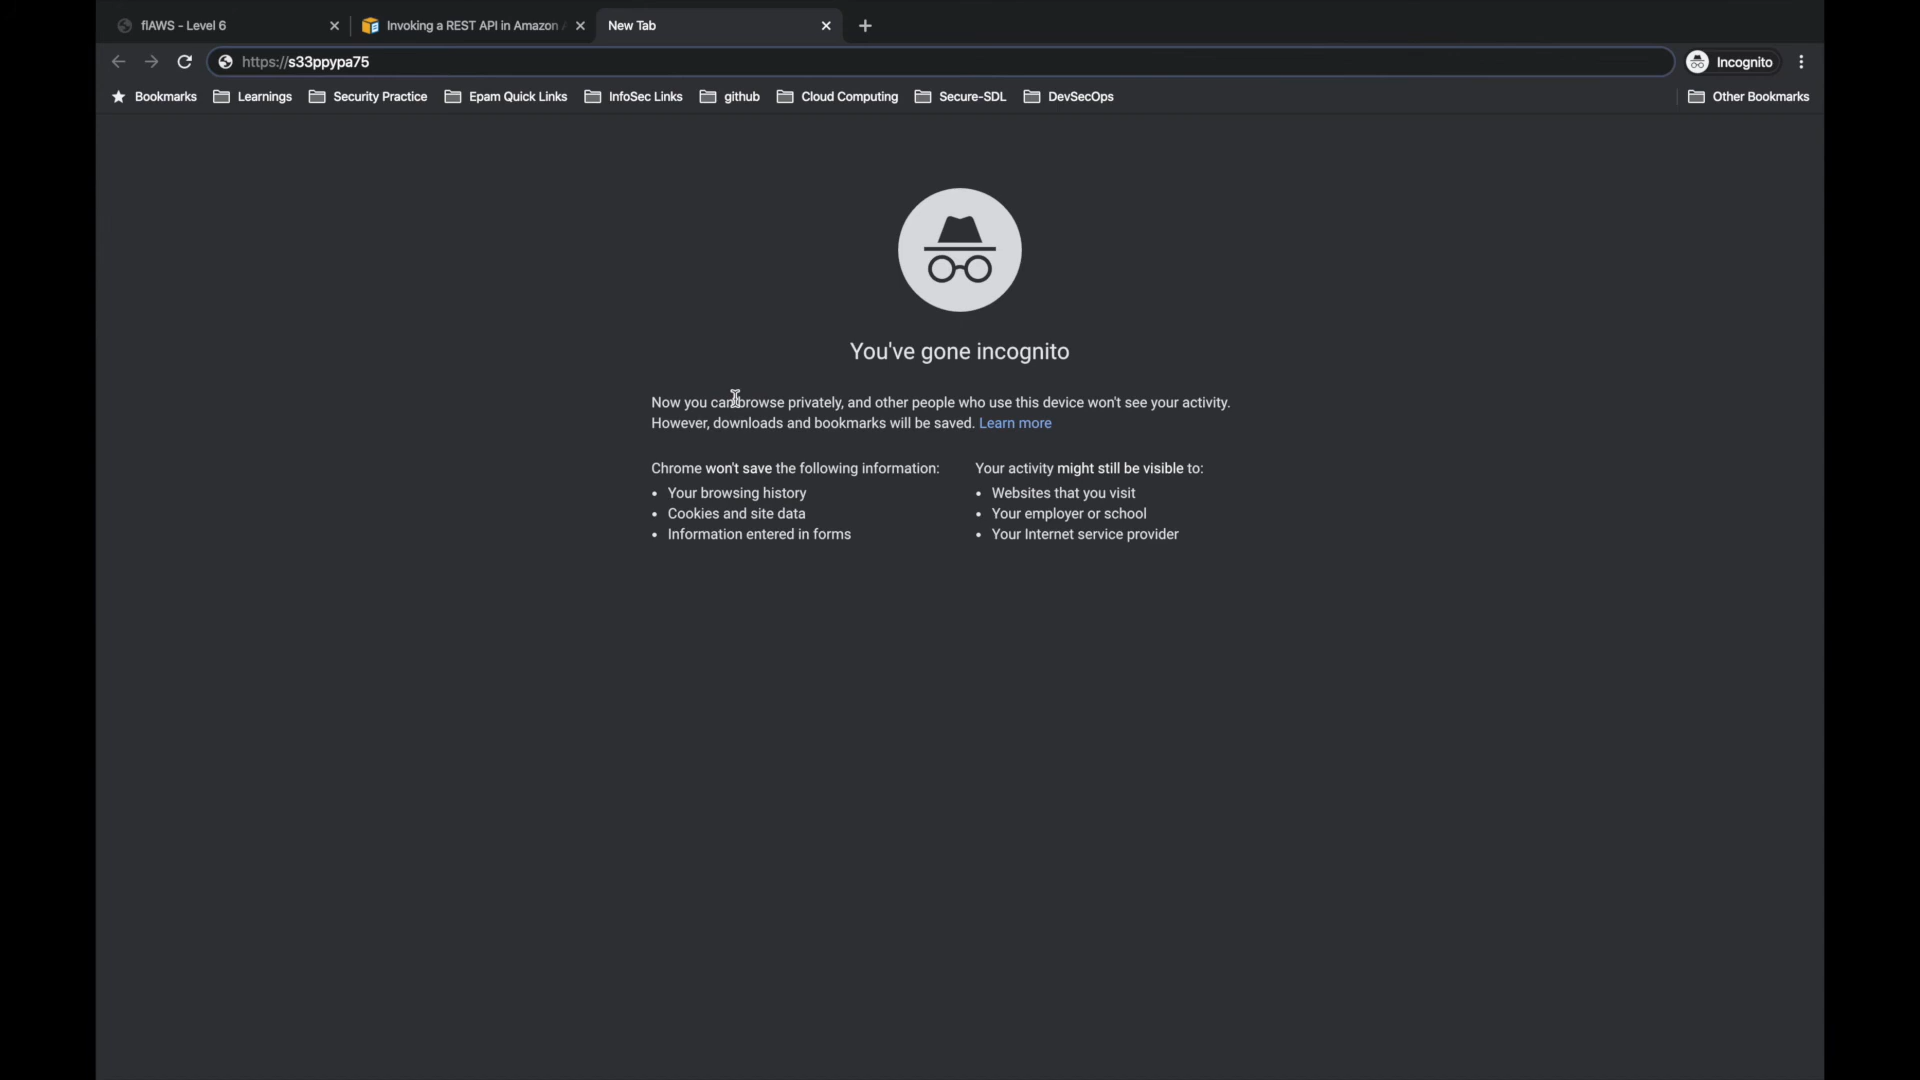 flAWS - Level 6
Invoking a REST API in Amazon
New Tab
https://s33ppypa75
Incognito
Bookmarks
Learnings
Security Practice
Epam Quick Links
InfoSec Links
github
Cloud Computing
Secure-SDL
DevSecOps
Other Bookmarks
You've gone incognito
Now you can browse privately, and other people who use this device won't see your activity.
However, downloads and bookmarks will be saved. Learn more
Chrome won't save the following information:
• Your browsing history
• Cookies and site data
• Information entered in forms
Your activity might still be visible to:
• Websites that you visit
• Your employer or school
• Your Internet service provider